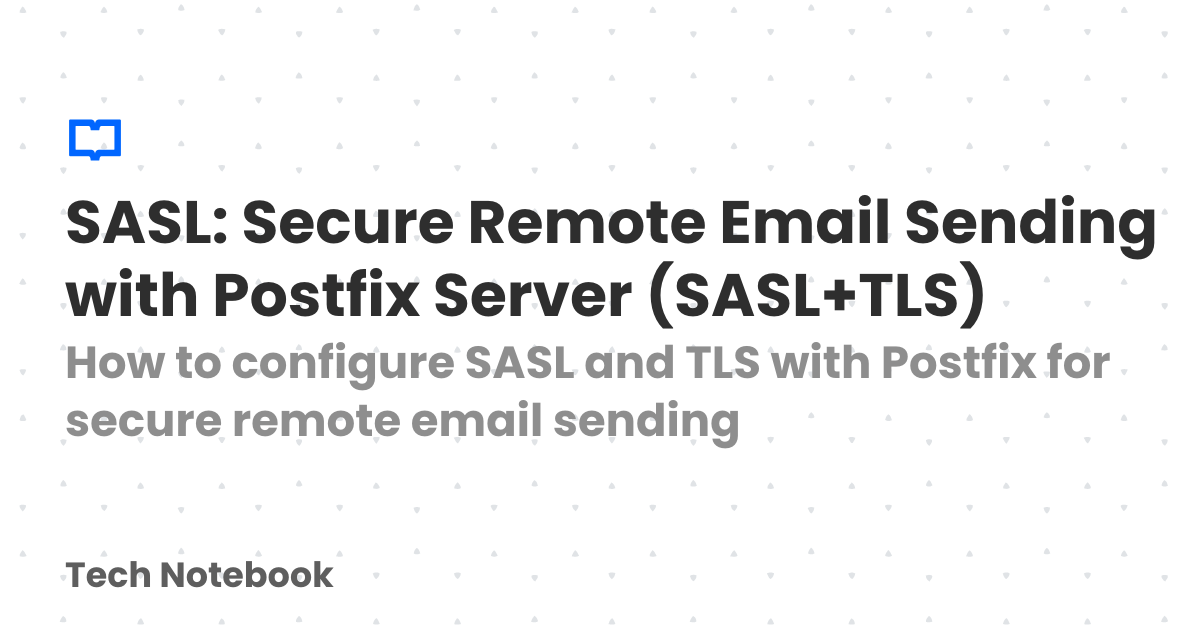 SASL: Secure Remote Email Sending
with Postfix Server (SASL+TLS)
How to configure SASL and TLS with Postfix for
secure remote email sending
Tech Notebook